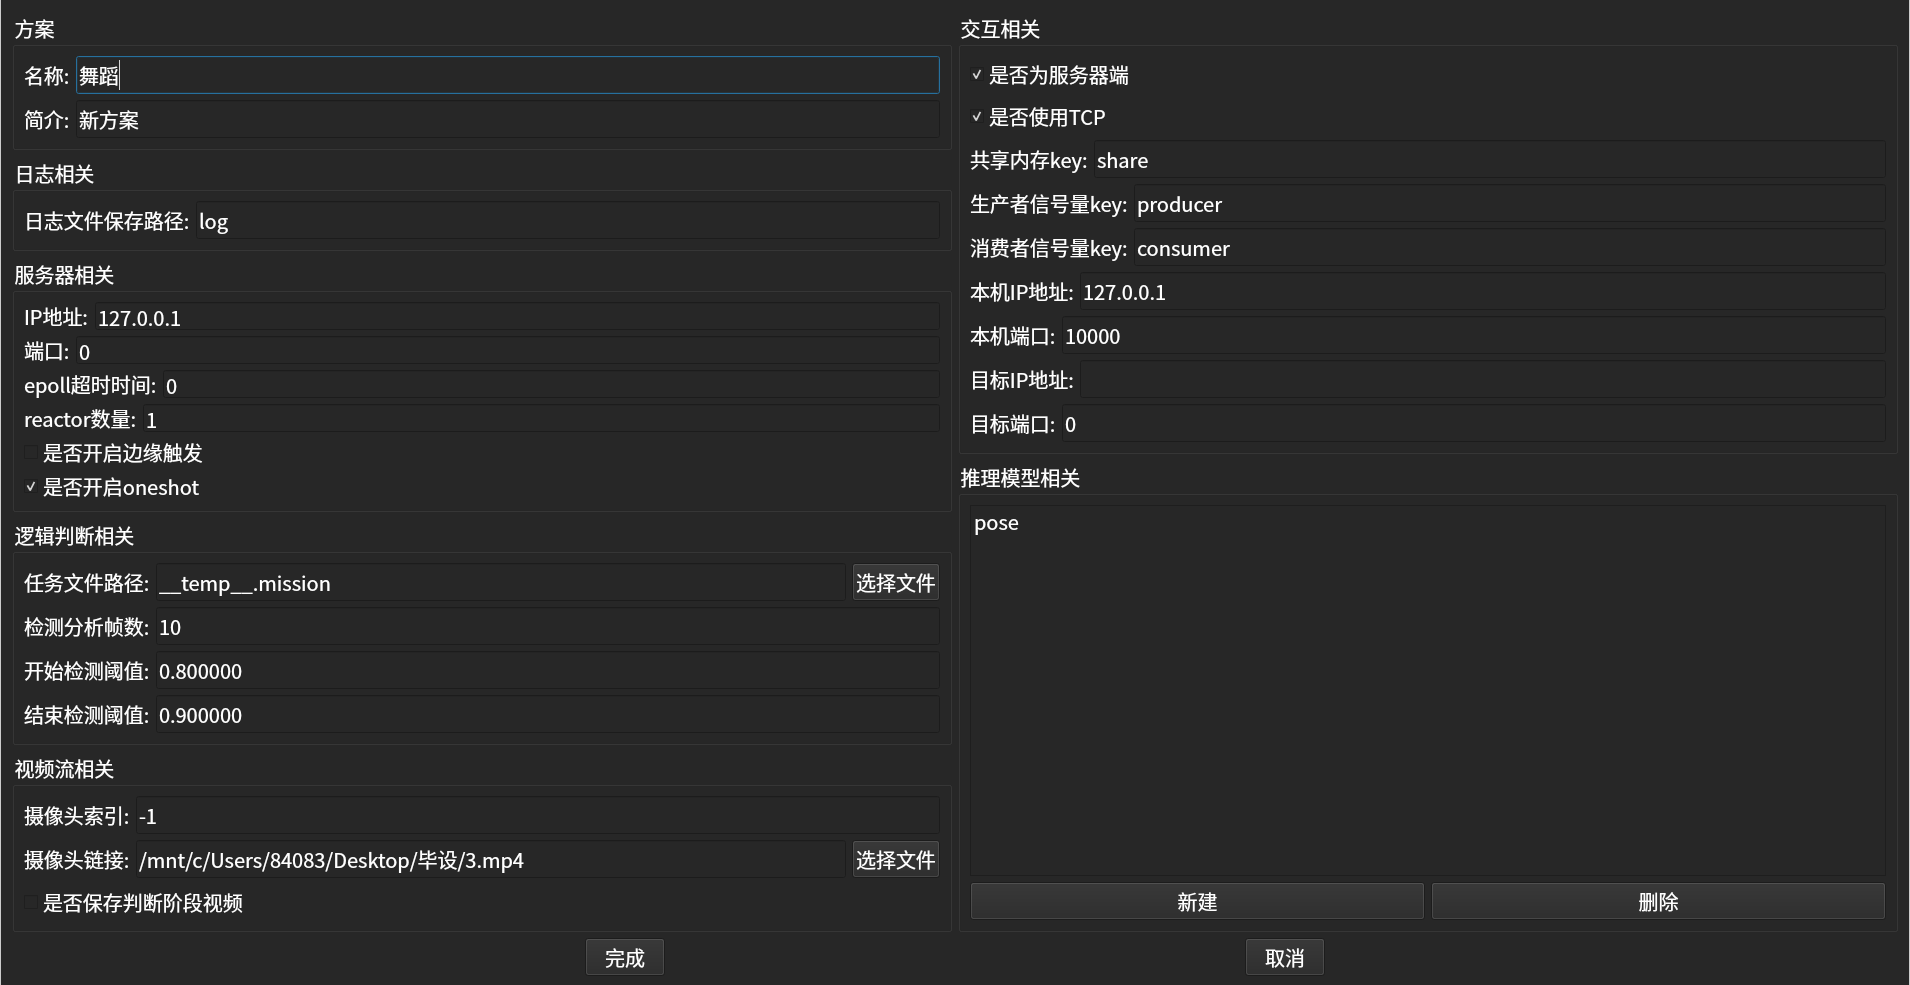 方案
名称: 舞蹈
简介: 新方案
日志相关
日志文件保存路径: log
服务器相关
IP地址: 127.0.0.1
端口: 0
epoll超时时间: 0
reactor数量: 1
是否开启边缘触发
✓ 是否开启oneshot
逻辑判断相关
任务文件路径: __temp__.mission 选择文件
检测分析帧数: 10
开始检测阈值: 0.800000
结束检测阈值: 0.900000
视频流相关
摄像头索引: -1
摄像头链接: /mnt/c/Users/84083/Desktop/毕设/3.mp4 选择文件
是否保存判断阶段视频
交互相关
✓ 是否为服务器端
✓ 是否使用TCP
共享内存key: share
生产者信号量key: producer
消费者信号量key: consumer
本机IP地址: 127.0.0.1
本机端口: 10000
目标IP地址:
目标端口: 0
推理模型相关
pose
新建 删除
完成 取消